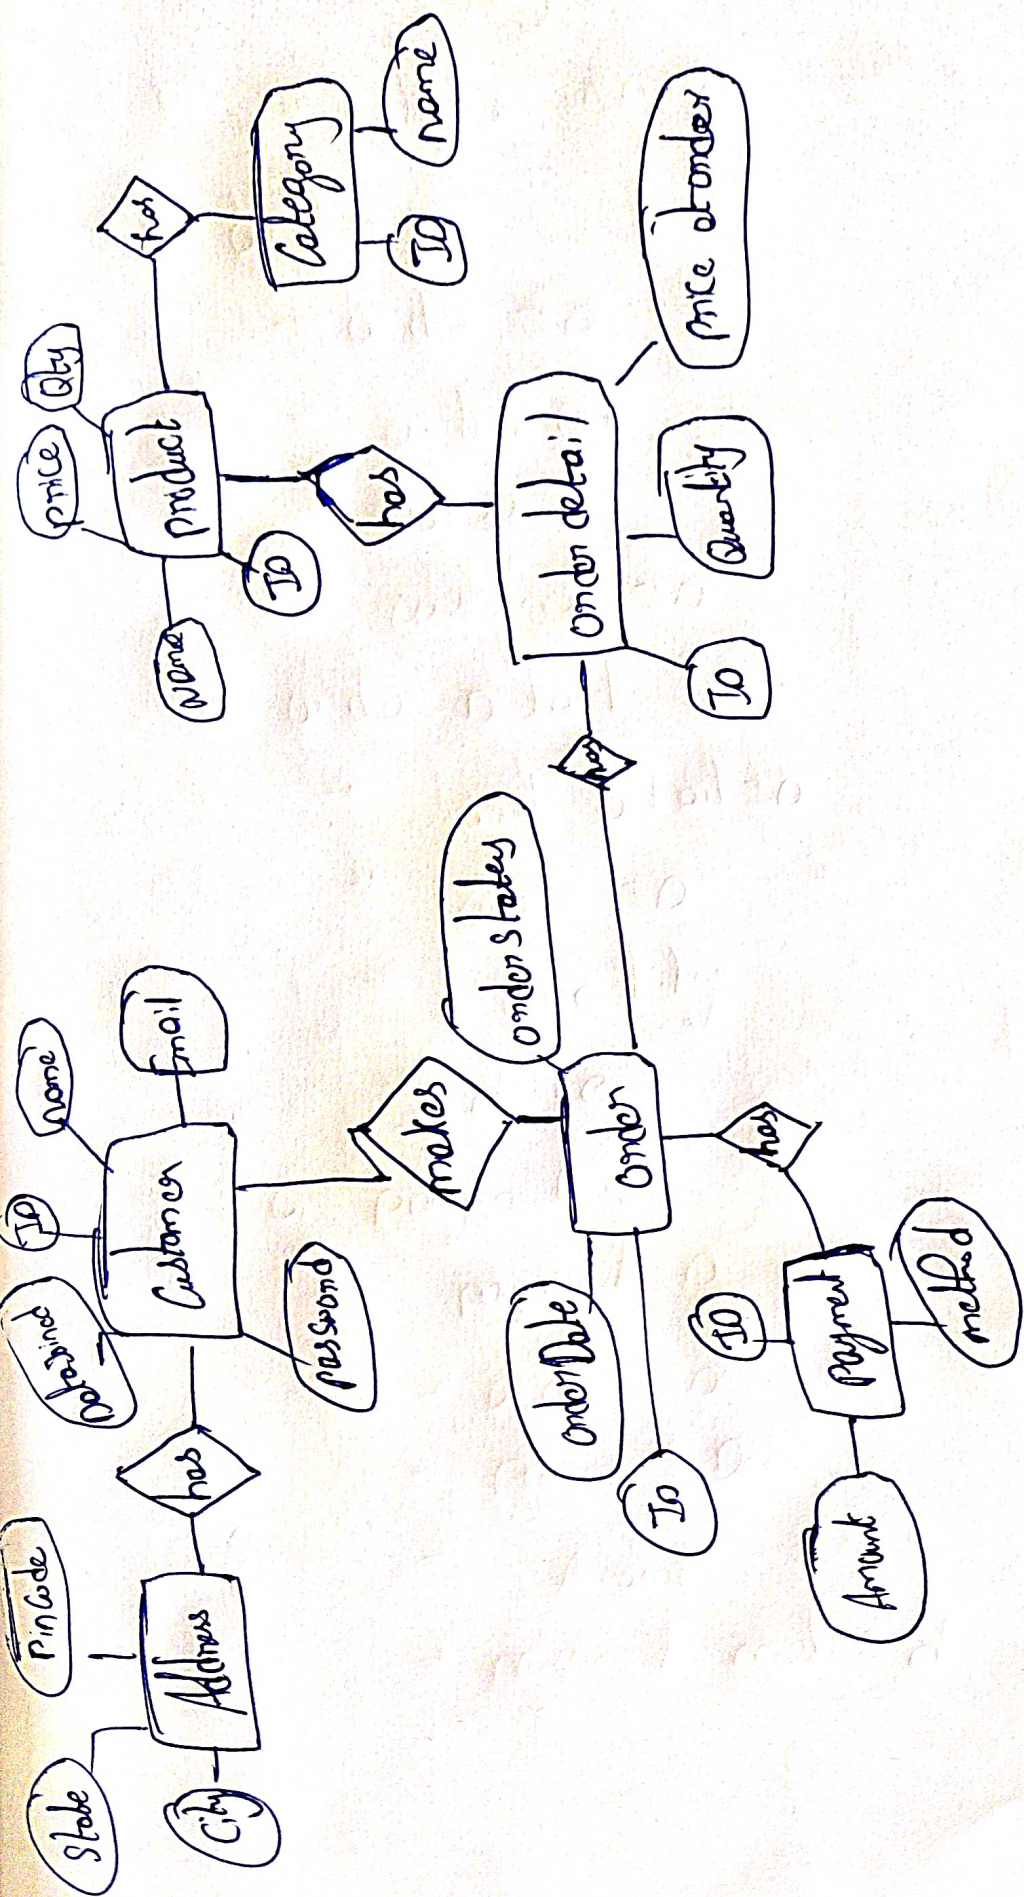 Pincode
State
Address
City
has
DataJoined
ID
name
Customer
Email
Password
makes
Name
price
Qty
product
ID
has
Category
ID
name
has
order detail
price at order
Quantity
ID
has
order states
order
orderDate
ID
has
ID
Payment
method
Amount